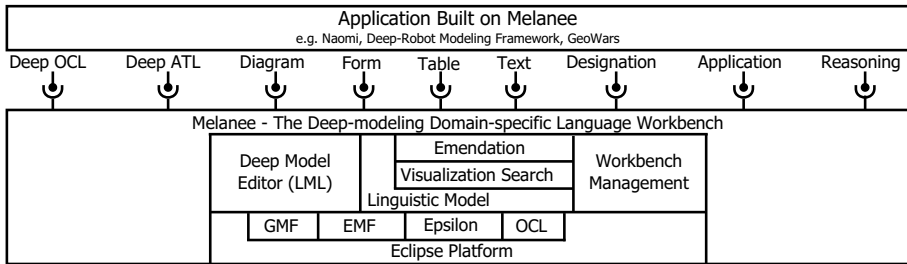 Application Built on Melanee
e.g. Naomi, Deep-Robot Modeling Framework, GeoWars
Deep OCL Deep ATL Diagram Form Table Text Designation Application Reasoning
Melanee - The Deep-modeling Domain-specific Language Workbench
Deep Model
Editor (LML)
Emendation
Visualization Search
Linguistic Model
Workbench
Management
GMF EMF Epsilon OCL
Eclipse Platform